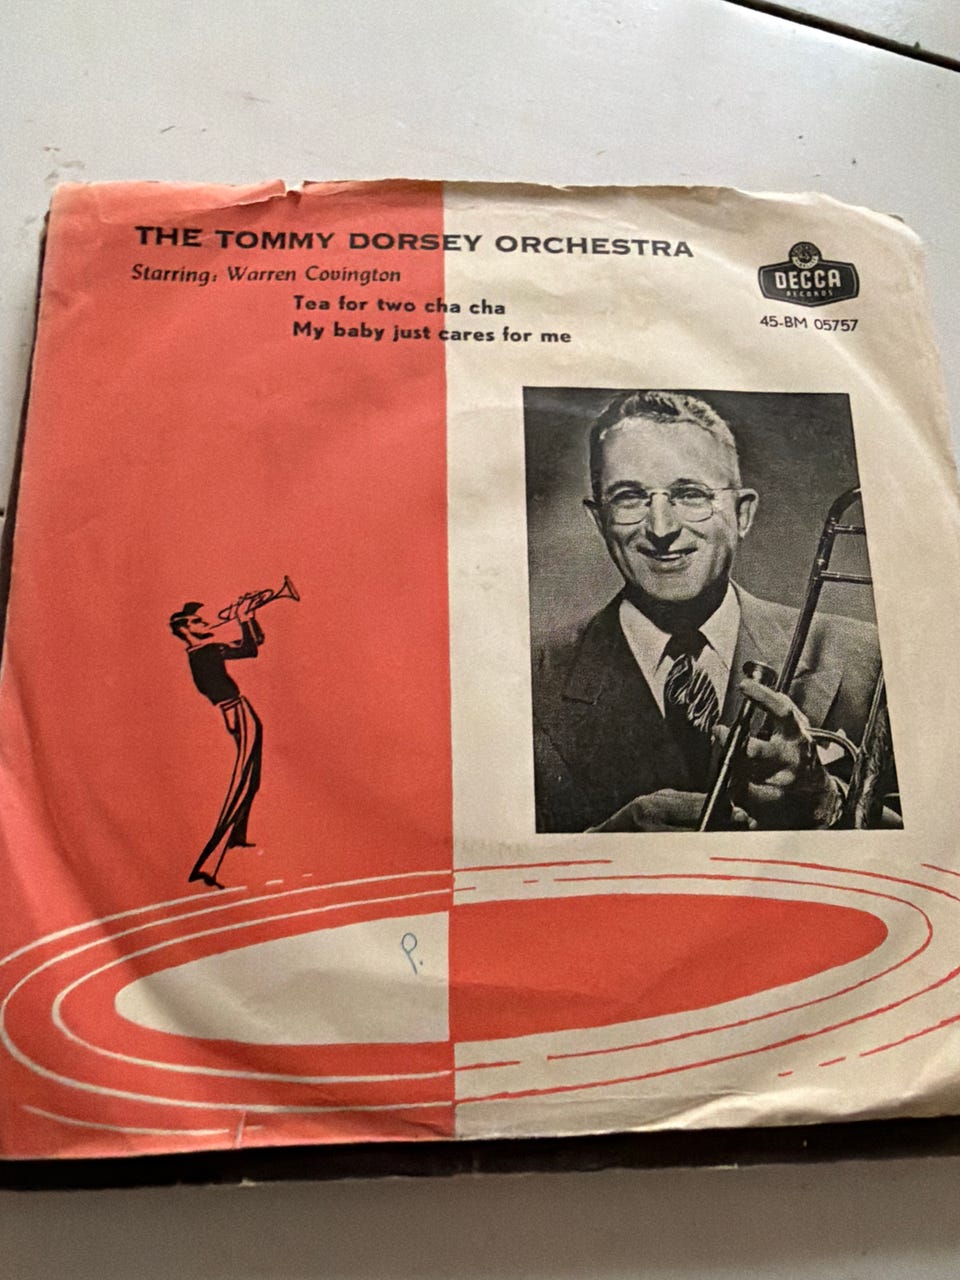 THE TOMMY DORSEY ORCHESTRA
Starring: Warren Covington
Tea for two cha cha
My baby just cares for me
DECCA
RECORDS
45-BM 05757
P.